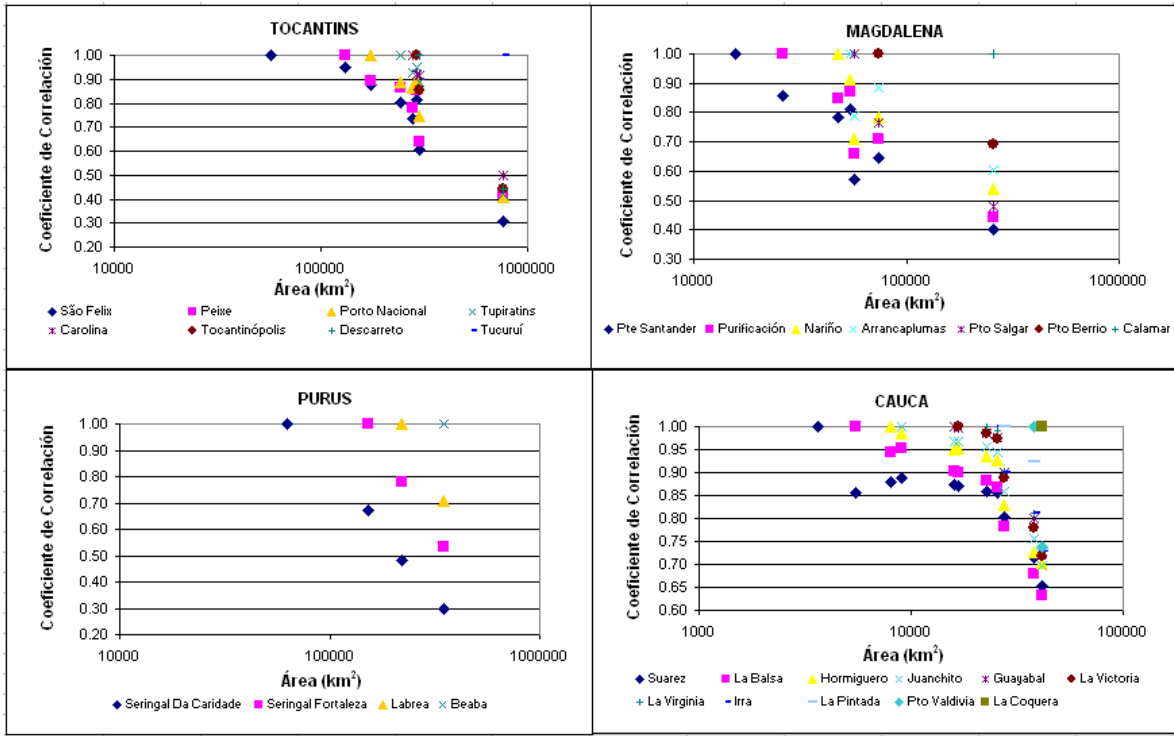 TOCANTINS
Coeficiente de Correlación
1.00
0.90
0.80
0.70
0.60
0.50
0.40
0.30
0.20
10000 100000 1000000
Área (km²)
São Felix Peixe Porto Nacional Tupiratins
Carolina Tocantinópolis Descarreto Tucuruí
MAGDALENA
Coeficiente de Correlación
1.00
0.90
0.80
0.70
0.60
0.50
0.40
0.30
10000 100000 1000000
Área (km²)
Pte Santander Purificación Nariño Arrancaplumas Pto Salgar Pto Berrio Calamar
PURUS
Coeficiente de Correlación
1.00
0.90
0.80
0.70
0.60
0.50
0.40
0.30
0.20
10000 100000 1000000
Área (km²)
Seringal Da Caridade Seringal Fortaleza Labrea Beaba
CAUCA
Coeficiente de Correlación
1.00
0.95
0.90
0.85
0.80
0.75
0.70
0.65
0.60
1000 10000 100000
Área (km²)
Suarez La Balsa Hormiguero Juanchito Guayabal La Victoria
La Virginia Irra La Pintada Pto Valdivia La Coquera